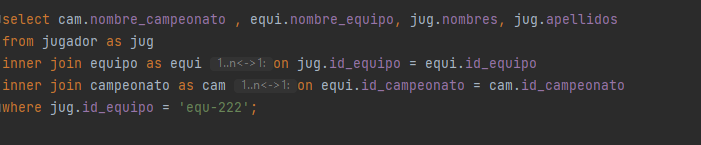 select cam.nombre_campeonato , equi.nombre_equipo, jug.nombres, jug.apellidos
from jugador as jug
inner join equipo as equi 1..n<->1: on jug.id_equipo = equi.id_equipo
inner join campeonato as cam 1..n<->1: on equi.id_campeonato = cam.id_campeonato
where jug.id_equipo = 'equ-222';